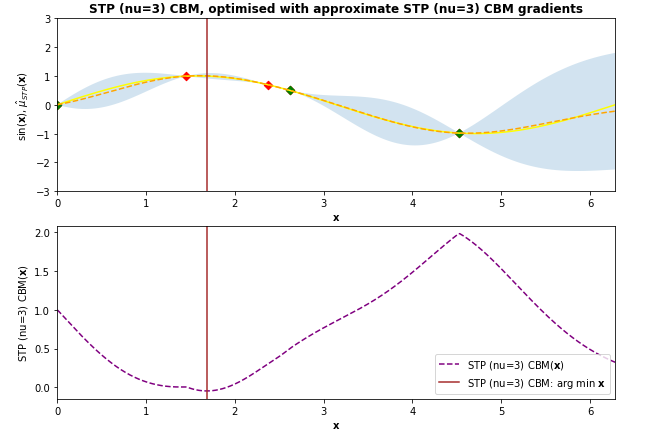 STP (nu=3) CBM, optimised with approximate STP (nu=3) CBM gradients
sin(x), μ̂_STP(x)
3
2
1
0
−1
−2
−3
0 1 2 3 4 5 6
x
STP (nu=3) CBM(x)
2.0
1.5
1.0
0.5
0.0
STP (nu=3) CBM(x)
STP (nu=3) CBM: arg min x
0 1 2 3 4 5 6
x